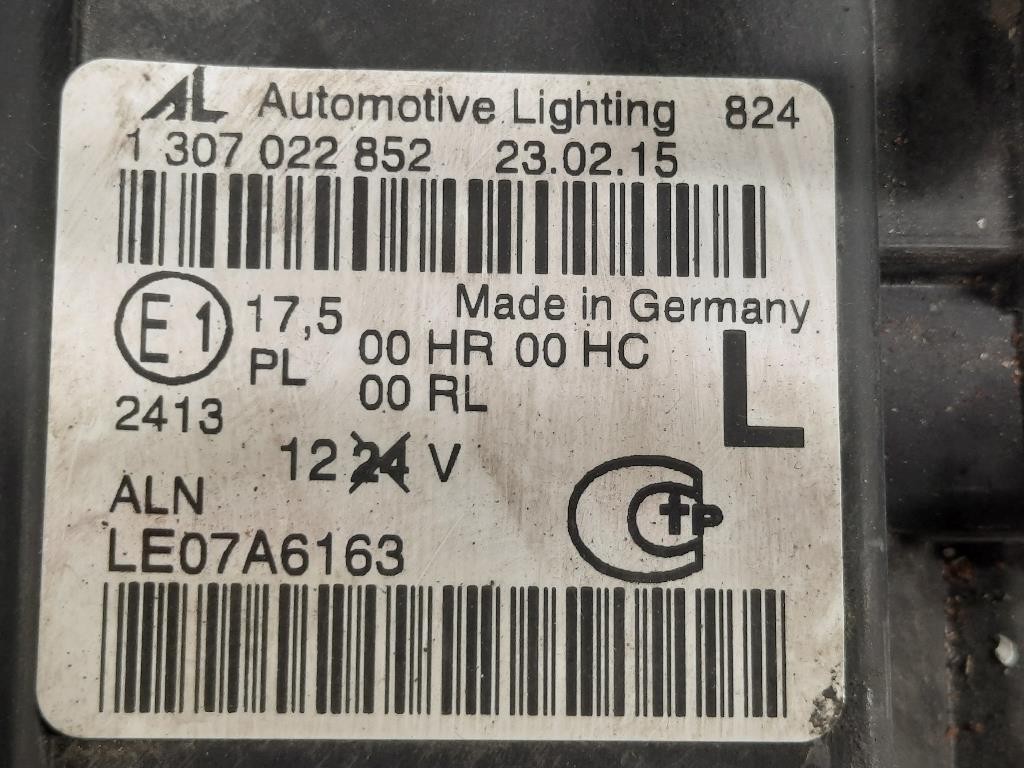 AL Automotive Lighting 824
1 307 022 852 23.02.15
E1 17,5 Made in Germany
PL 00 HR 00 HC
00 RL
L
2413
12 24 V
ALN
LE07A6163
СTP